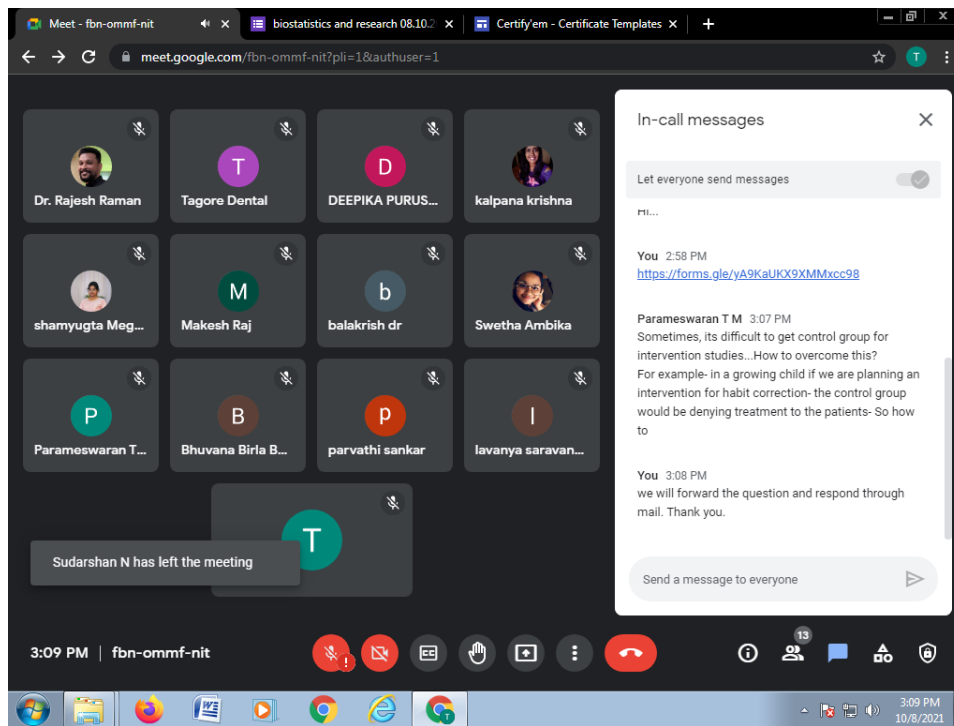 Meet - fbn-ommf-nit
biostatistics and research 08.10.2
Certify'em - Certificate Templates
meet.google.com/fbn-ommf-nit?pli=1&authuser=1
T
Dr. Rajesh Raman
T
Tagore Dental
D
DEEPIKA PURUS...
kalpana krishna
shamyugta Meg...
M
Makesh Raj
b
balakrish dr
Swetha Ambika
P
Parameswaran T...
B
Bhuvana Birla B...
p
parvathi sankar
l
lavanya saravan...
T
Sudarshan N has left the meeting
In-call messages
Let everyone send messages
Hi...
You 2:58 PM
https://forms.gle/yA9KaUKX9XMMxcc98
Parameswaran T M 3:07 PM
Sometimes, its difficult to get control group for
intervention studies...How to overcome this?
For example- in a growing child if we are planning an
intervention for habit correction- the control group
would be denying treatment to the patients- So how
to
You 3:08 PM
we will forward the question and respond through
mail. Thank you.
Send a message to everyone
3:09 PM | fbn-ommf-nit
13
3:09 PM
10/8/2021